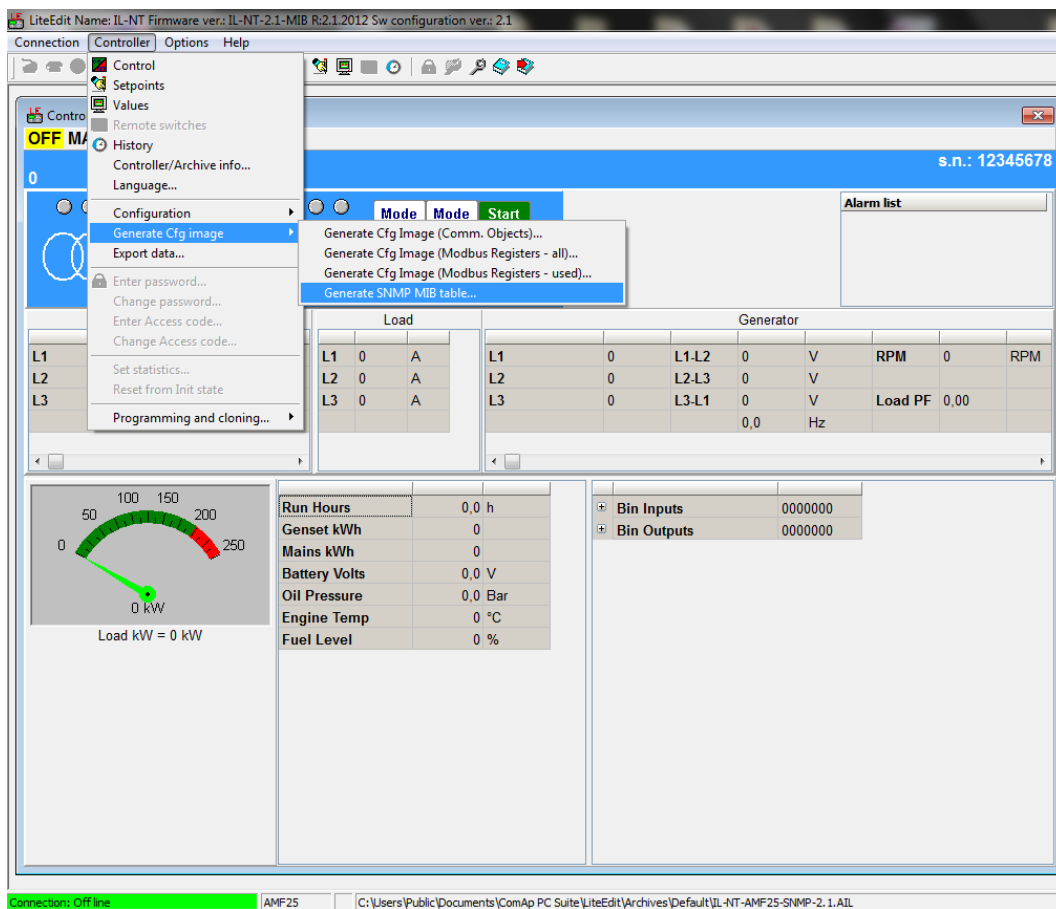 LiteEdit Name: IL-NT Firmware ver.: IL-NT-2.1-MIB R:2.1.2012 Sw configuration ver.: 2.1
Connection Controller Options Help
Control
Setpoints
Values
Remote switches
History
Controller/Archive info...
Language...
Configuration
Generate Cfg image
Export data...
Enter password...
Change password...
Enter Access code...
Change Access code...
Set statistics...
Reset from Init state
Programming and cloning...
Generate Cfg Image (Comm. Objects)...
Generate Cfg Image (Modbus Registers - all)...
Generate Cfg Image (Modbus Registers - used)...
Generate SNMP MIB table...
Contro
OFF MA
0
s.n.: 12345678
Mode Mode Start
Alarm list
Load
Generator
L1 L1 0 A L1 0 L1-L2 0 V RPM 0 RPM
L2 L2 0 A L2 0 L2-L3 0 V
L3 L3 0 A L3 0 L3-L1 0 V Load PF 0,00
0,0 Hz
0 50 100 150 200 250
0 kW
Load kW = 0 kW
Run Hours 0,0 h
Genset kWh 0
Mains kWh 0
Battery Volts 0,0 V
Oil Pressure 0,0 Bar
Engine Temp 0 °C
Fuel Level 0 %
Bin Inputs 0000000
Bin Outputs 0000000
Connection: Off line AMF25 C:\Users\Public\Documents\ComAp PC Suite\LiteEdit\Archives\Default\IL-NT-AMF25-SNMP-2.1.AIL